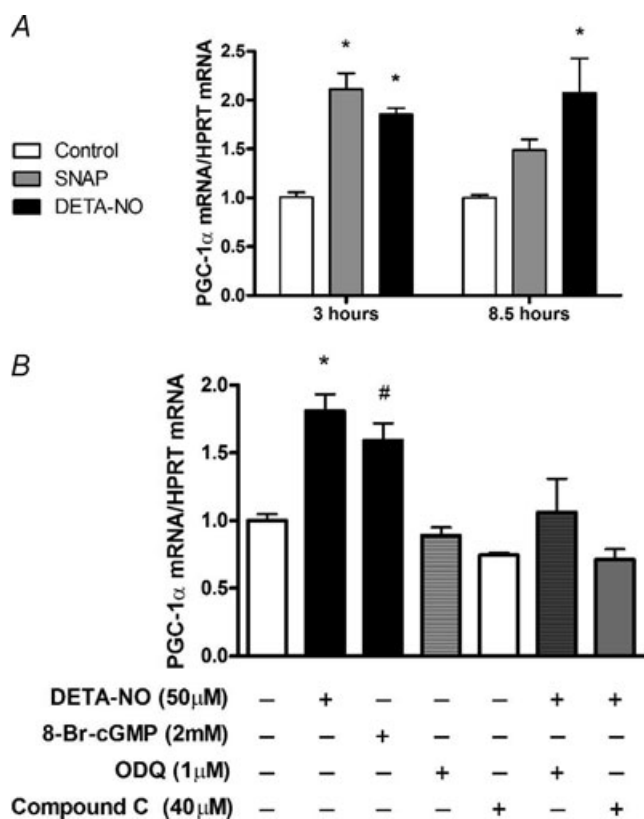 A
PGC-1α mRNA/HPRT mRNA
2.5
2.0
1.5
1.0
0.5
0.0
* * *
3 hours 8.5 hours
Control
SNAP
DETA-NO
B
PGC-1α mRNA/HPRT mRNA
2.0
1.5
1.0
0.5
0.0
* #
DETA-NO (50µM) – + – – – + +
8-Br-cGMP (2mM) – – + – – – –
ODQ (1µM) – – – + – + –
Compound C (40µM) – – – – + – +